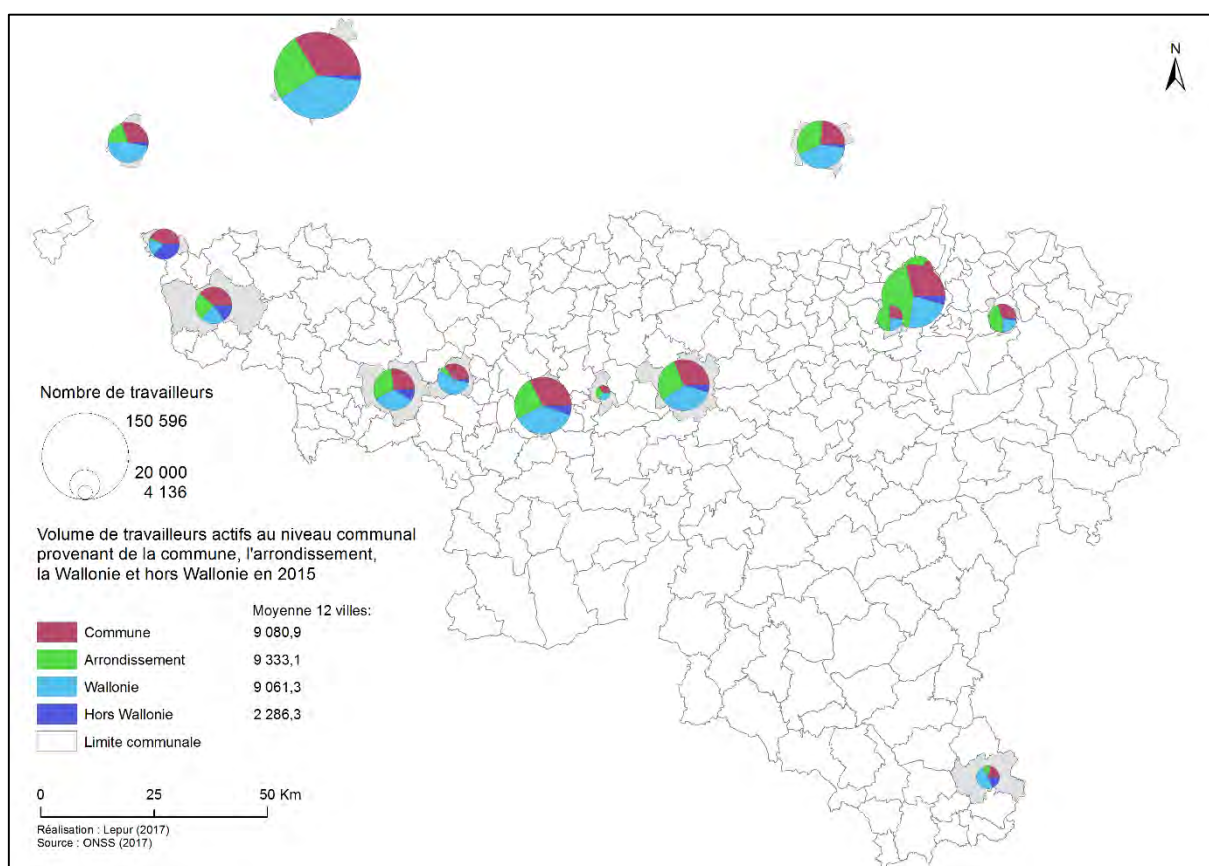 N
Nombre de travailleurs
150 596
20 000
4 136
Volume de travailleurs actifs au niveau communal
provenant de la commune, l'arrondissement,
la Wallonie et hors Wallonie en 2015
Moyenne 12 villes:
Commune 9 080,9
Arrondissement 9 333,1
Wallonie 9 061,3
Hors Wallonie 2 286,3
Limite communale
0 25 50 Km
Réalisation : Lepur (2017)
Source : ONSS (2017)